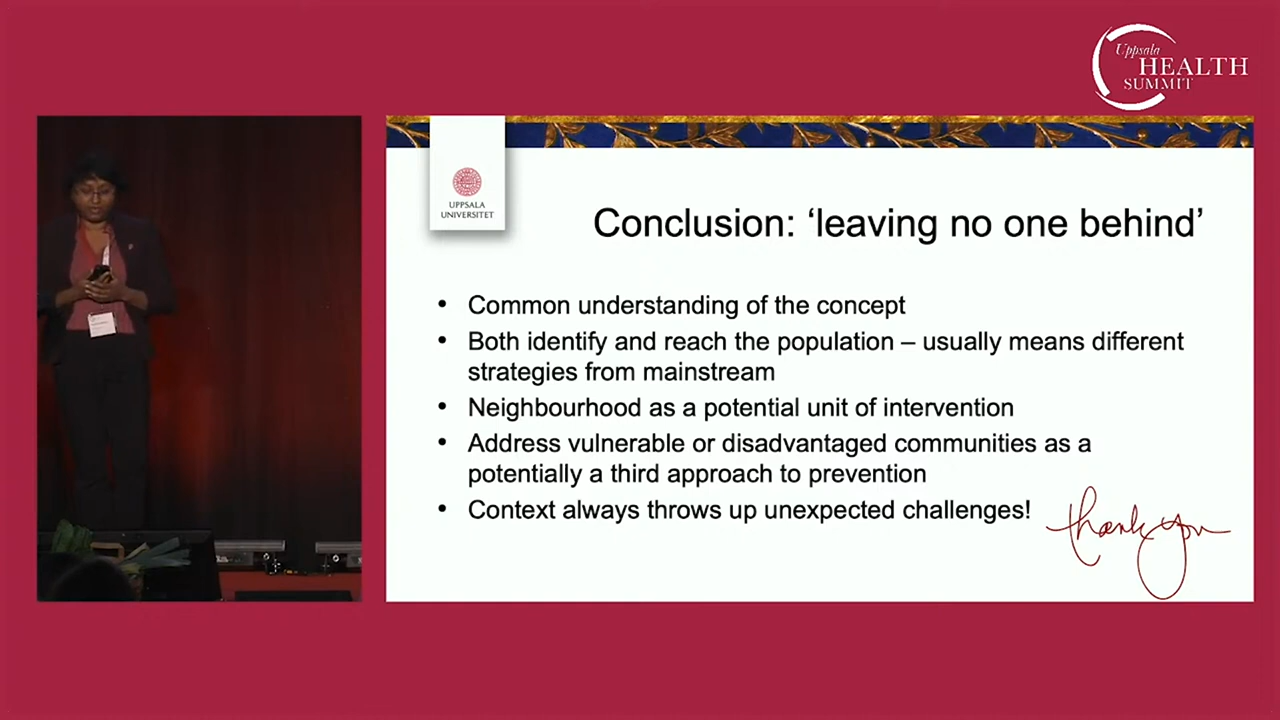 Uppsala
HEALTH
SUMMIT
UPPSALA
UNIVERSITET
Conclusion: ‘leaving no one behind’
• Common understanding of the concept
• Both identify and reach the population – usually means different
strategies from mainstream
• Neighbourhood as a potential unit of intervention
• Address vulnerable or disadvantaged communities as a
potentially a third approach to prevention
• Context always throws up unexpected challenges!
thank you